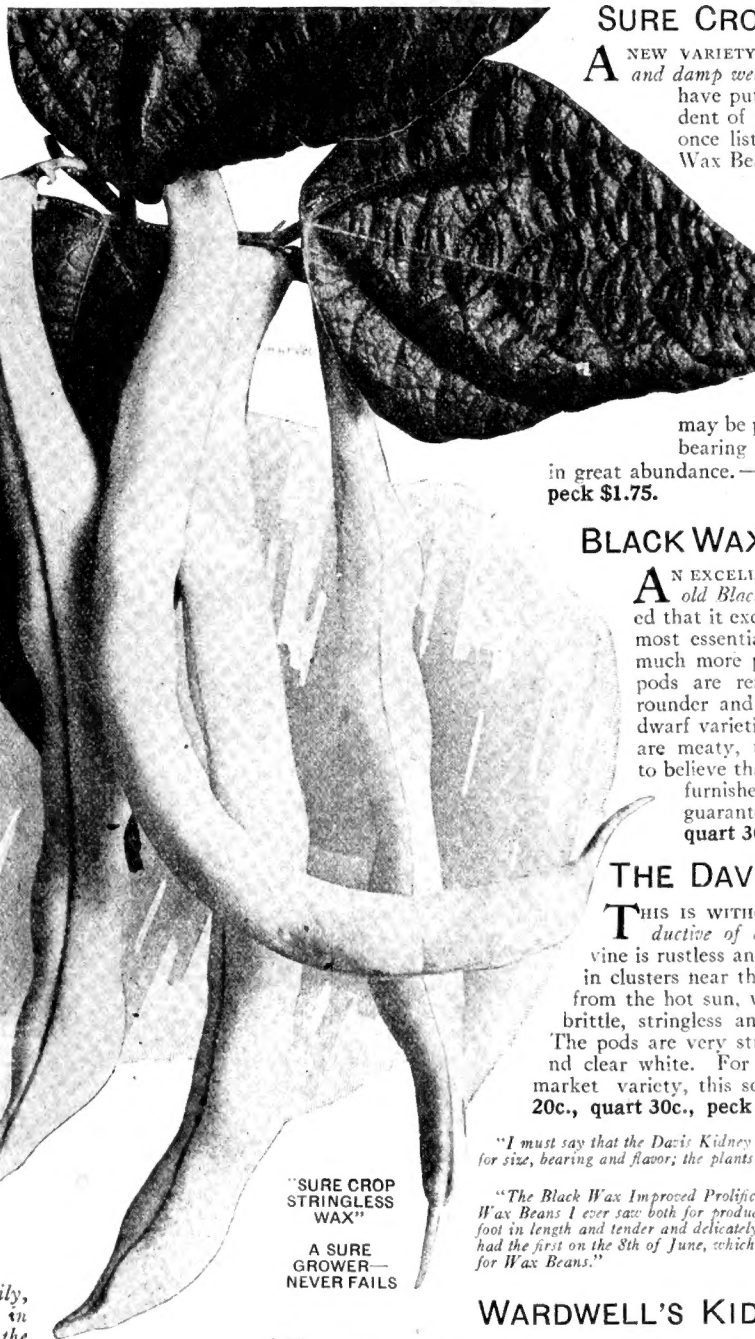 SURE CRO
A NEW VARIETY
and damp we
have pu
dent of
once list
Wax Be
may be p
bearing
in great abundance.—
peck $1.75.
BLACK WAX
AN EXCELL
old Blac
ed that it exc
most essentia
much more p
pods are re
rounder and
dwarf varieti
are meaty,
to believe tha
furnishe
guarant
quart 30
THE DAV
THIS IS WITH
ductive of
vine is rustless an
in clusters near th
from the hot sun, w
brittle, stringless an
The pods are very st
nd clear white. For
market variety, this s
20c., quart 30c., peck
"I must say that the Davis Kidney
for size, bearing and flavor; the plants
"The Black Wax Improved Prolific
Wax Beans I ever saw both for produ
foot in length and tender and delicately
had the first on the 8th of June, which
for Wax Beans."
"SURE CROP
STRINGLESS
WAX"
A SURE
GROWER—
NEVER FAILS
ily,
in
the
WARDWELL'S KID